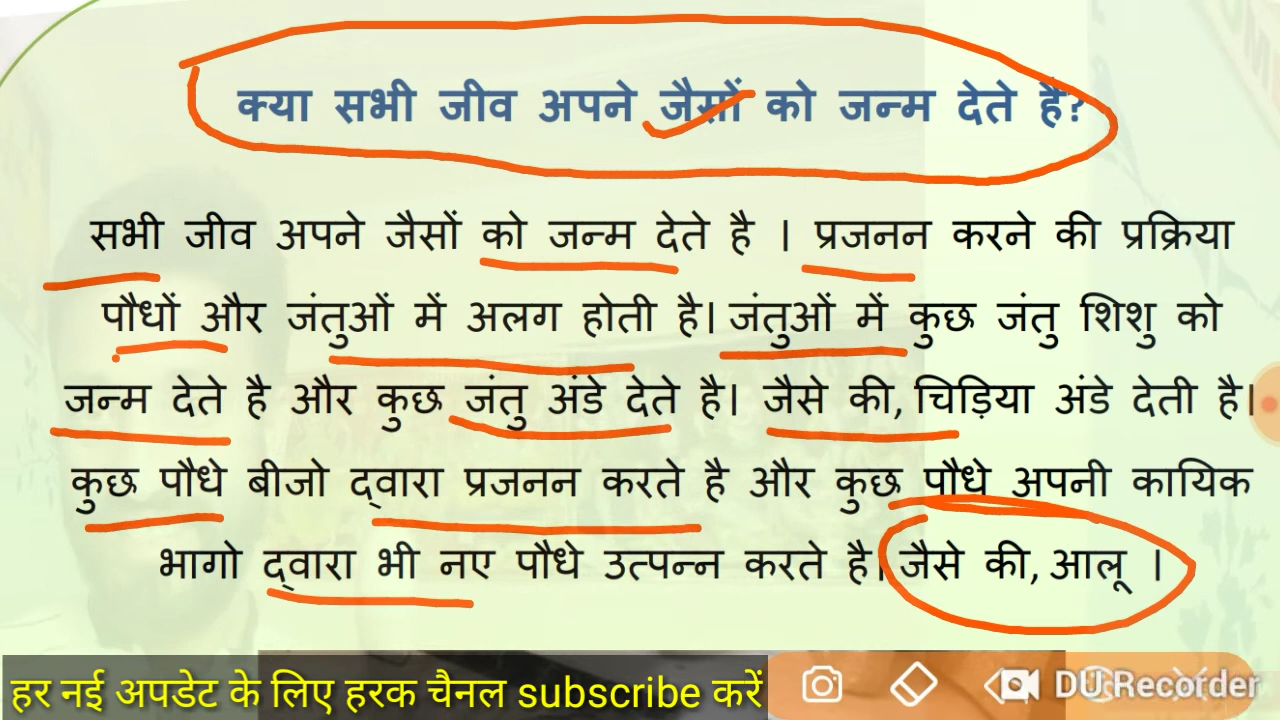 क्या सभी जीव अपने जैसों को जन्म देते हैं?
सभी जीव अपने जैसों को जन्म देते है । प्रजनन करने की प्रक्रिया
पौधों और जंतुओं में अलग होती है। जंतुओं में कुछ जंतु शिशु को
जन्म देते है और कुछ जंतु अंडे देते है। जैसे की, चिड़िया अंडे देती है।
कुछ पौधे बीजो द्वारा प्रजनन करते है और कुछ पौधे अपनी कायिक
भागो द्वारा भी नए पौधे उत्पन्न करते है। जैसे की, आलू ।
हर नई अपडेट के लिए हरक चैनल subscribe करें
DU Recorder